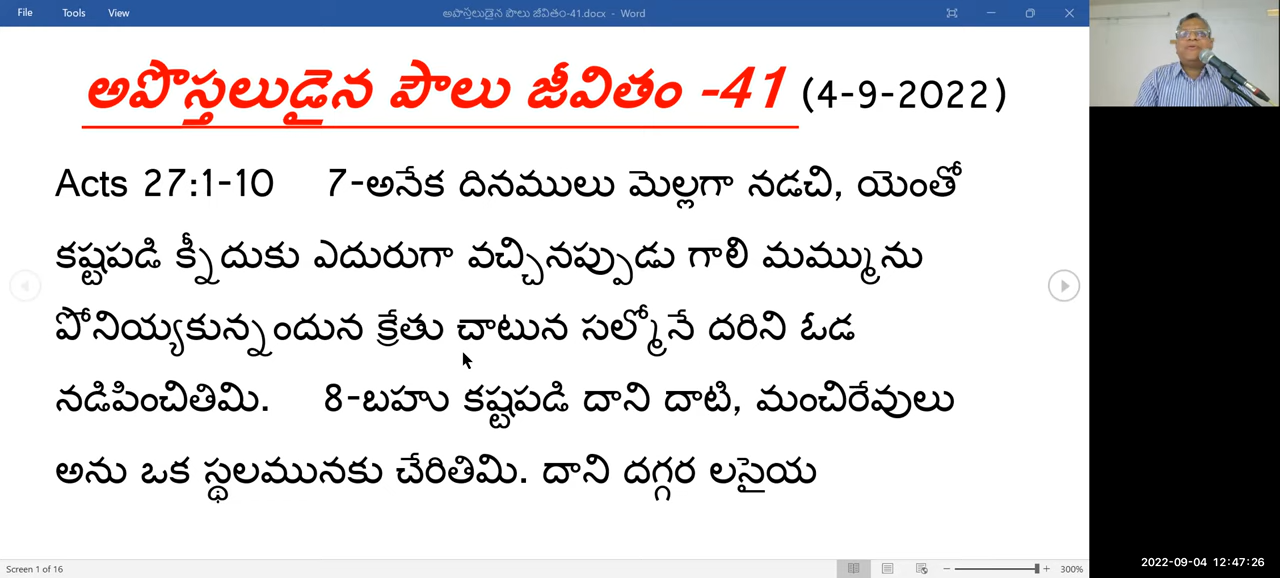 File Tools View అపొస్తలుడైన పౌలు జీవితం-41.docx - Word
అపొస్తలుడైన పౌలు జీవితం -41 (4-9-2022)
Acts 27:1-10 7-అనేక దినములు మెల్లగా నడచి, యెంతో
కష్టపడి క్నీదుకు ఎదురుగా వచ్చినప్పుడు గాలి మమ్మును
పోనియ్యకున్నందున క్రేతు చాటున సల్మోనే దరిని ఓడ
నడిపించితిమి. 8-బహు కష్టపడి దాని దాటి, మంచిరేవులు
అను ఒక స్థలమునకు చేరితిమి. దాని దగ్గర లసైయ
Screen 1 of 16 300%
2022-09-04 12:47:26